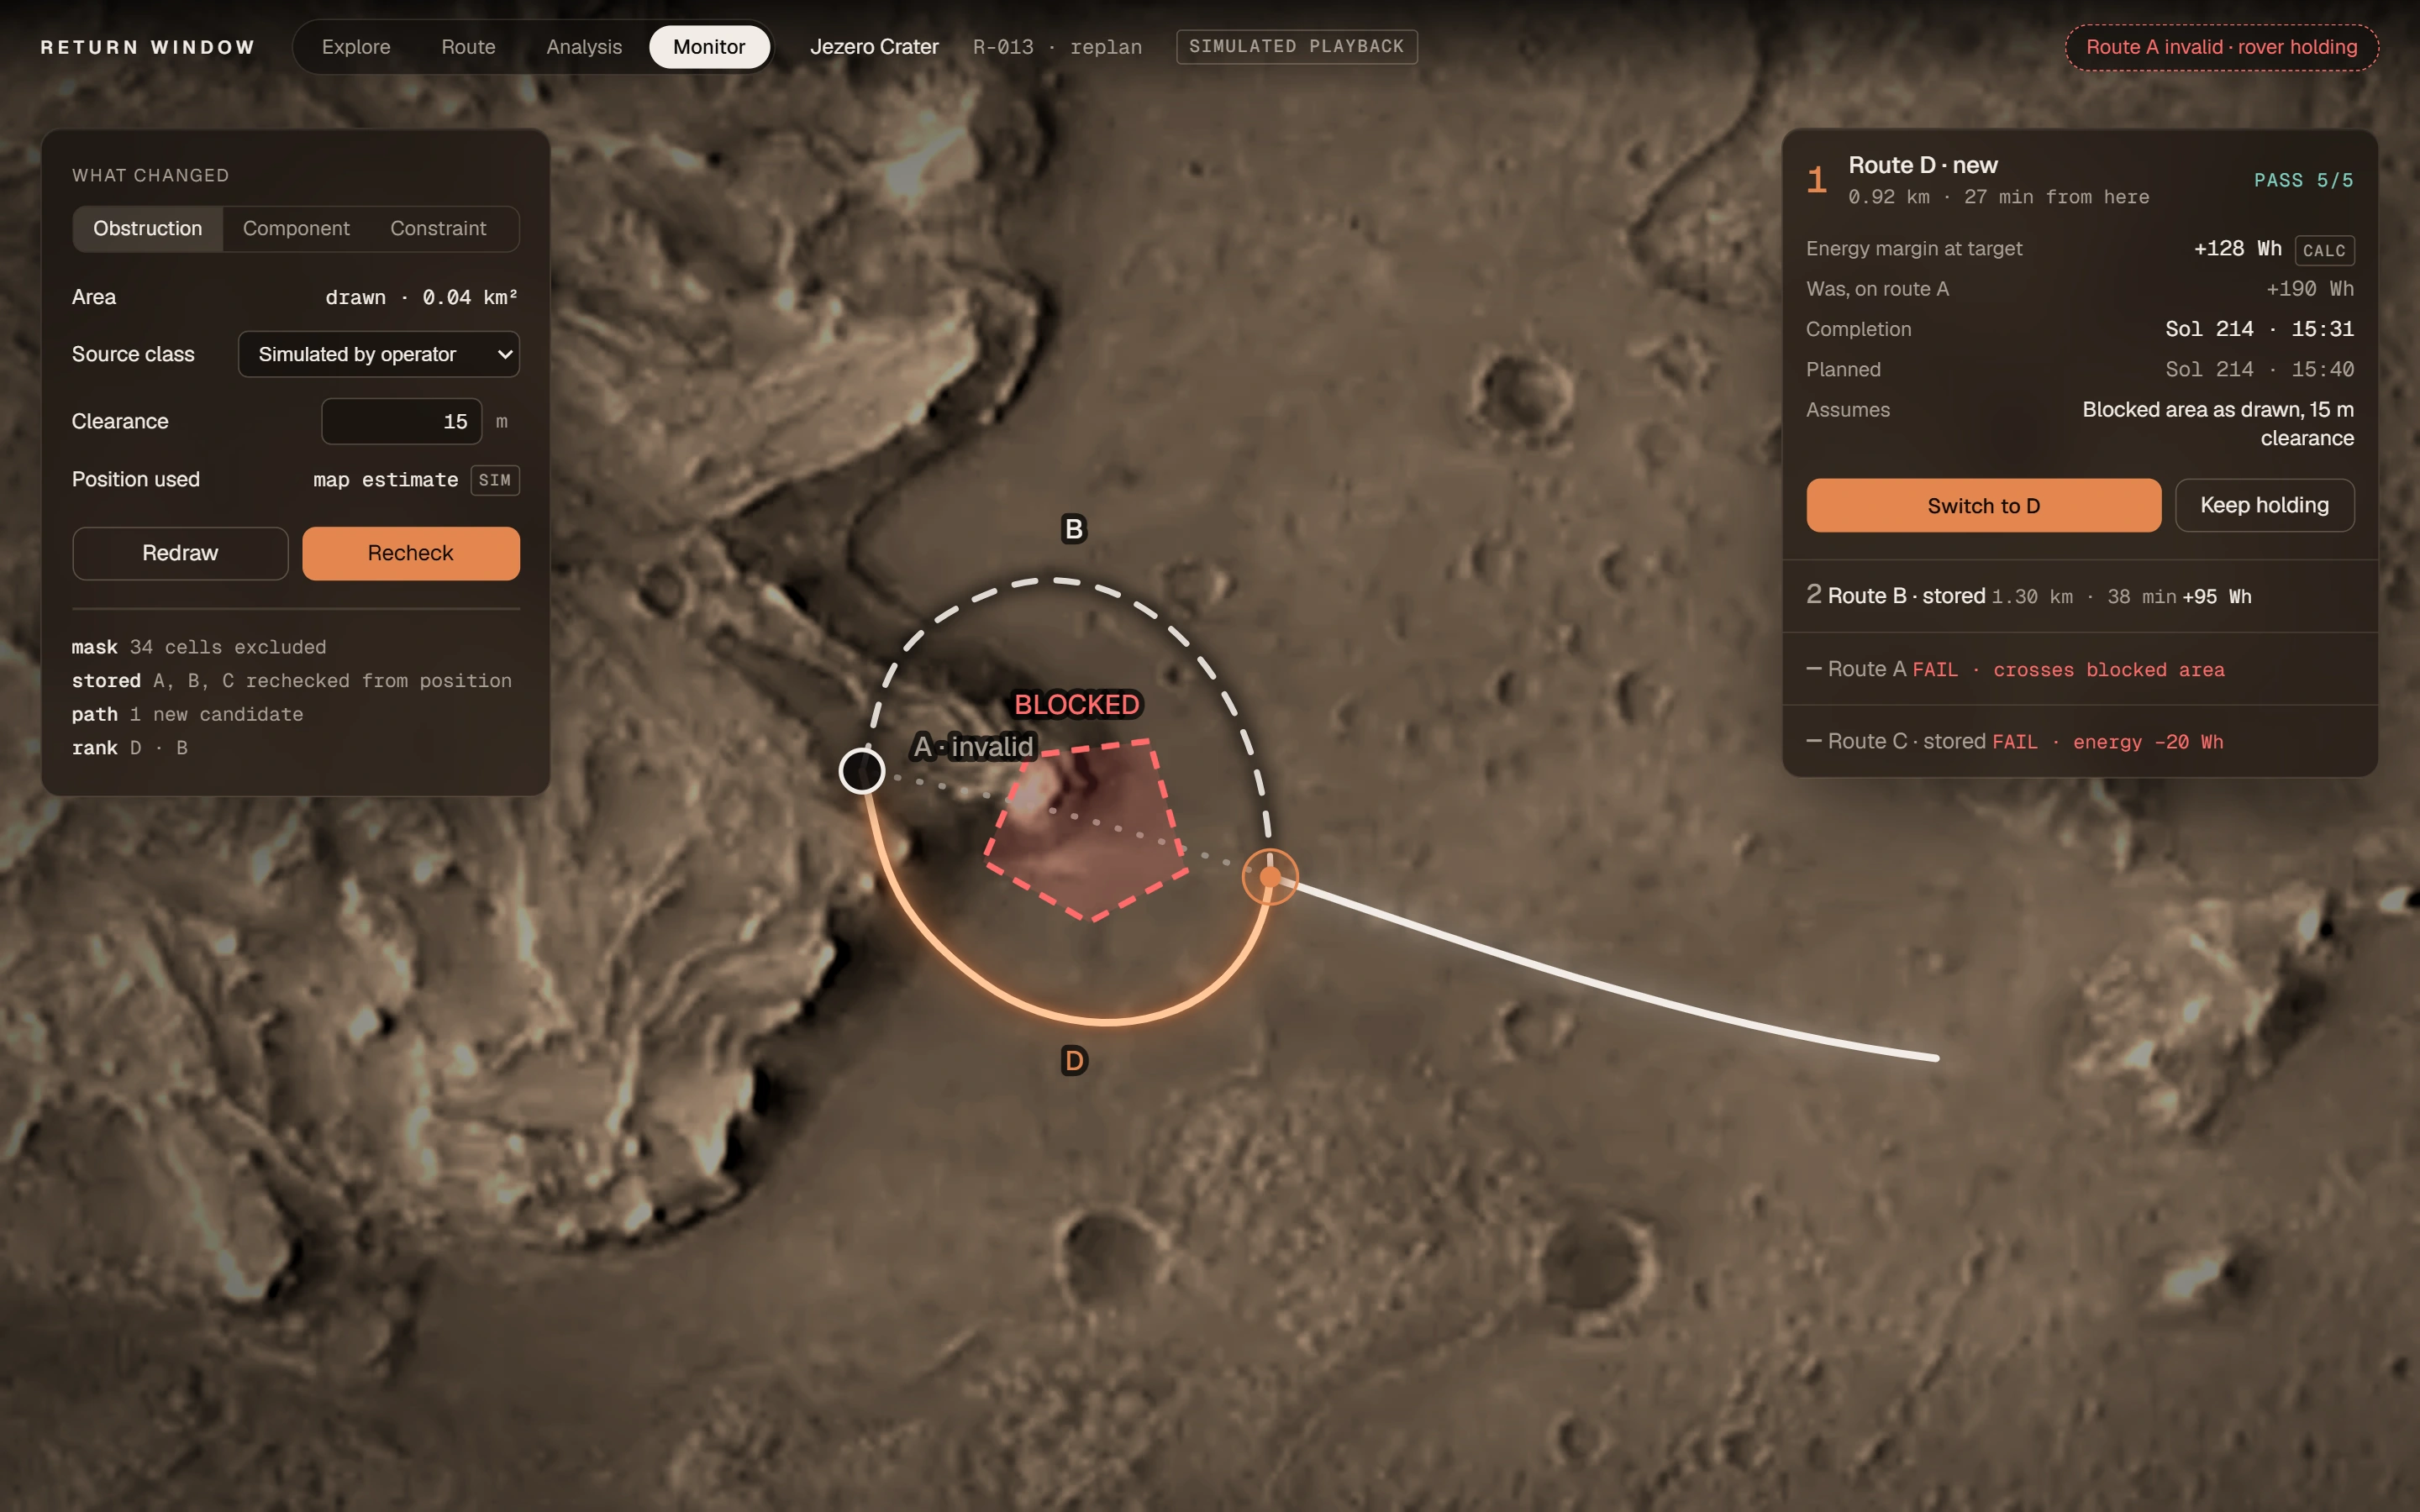 RETURN WINDOW
Explore Route Analysis Monitor
Jezero Crater R-013 · replan SIMULATED PLAYBACK
Route A invalid · rover holding
WHAT CHANGED
Obstruction Component Constraint
Area drawn · 0.04 km²
Source class Simulated by operator
Clearance 15 m
Position used map estimate SIM
Redraw Recheck
mask 34 cells excluded
stored A, B, C rechecked from position
path 1 new candidate
rank D · B
B
BLOCKED
A · invalid
D
1 Route D · new
0.92 km · 27 min from here
PASS 5/5
Energy margin at target +128 Wh CALC
Was, on route A +190 Wh
Completion Sol 214 · 15:31
Planned Sol 214 · 15:40
Assumes Blocked area as drawn, 15 m
clearance
Switch to D Keep holding
2 Route B · stored 1.30 km · 38 min +95 Wh
— Route A FAIL · crosses blocked area
— Route C · stored FAIL · energy −20 Wh